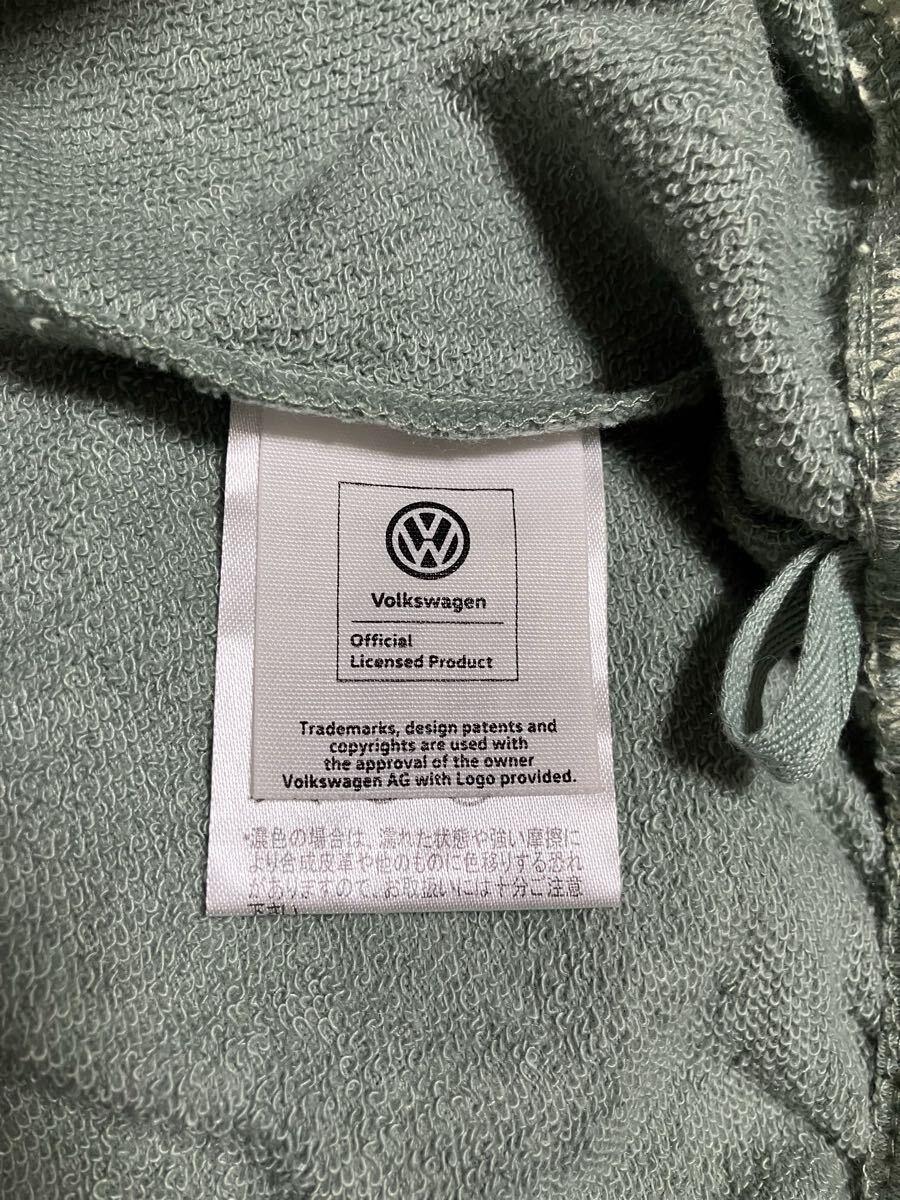 Volkswagen
Official
Licensed Product
Trademarks, design patents and
copyrights are used with
the approval of the owner
Volkswagen AG with Logo provided.
*濃色の場合は、濡れた状態や強い摩擦に
より合成皮革や他のものに色移りする恐れ
がありますので、お取扱いには十分ご注意
下さい